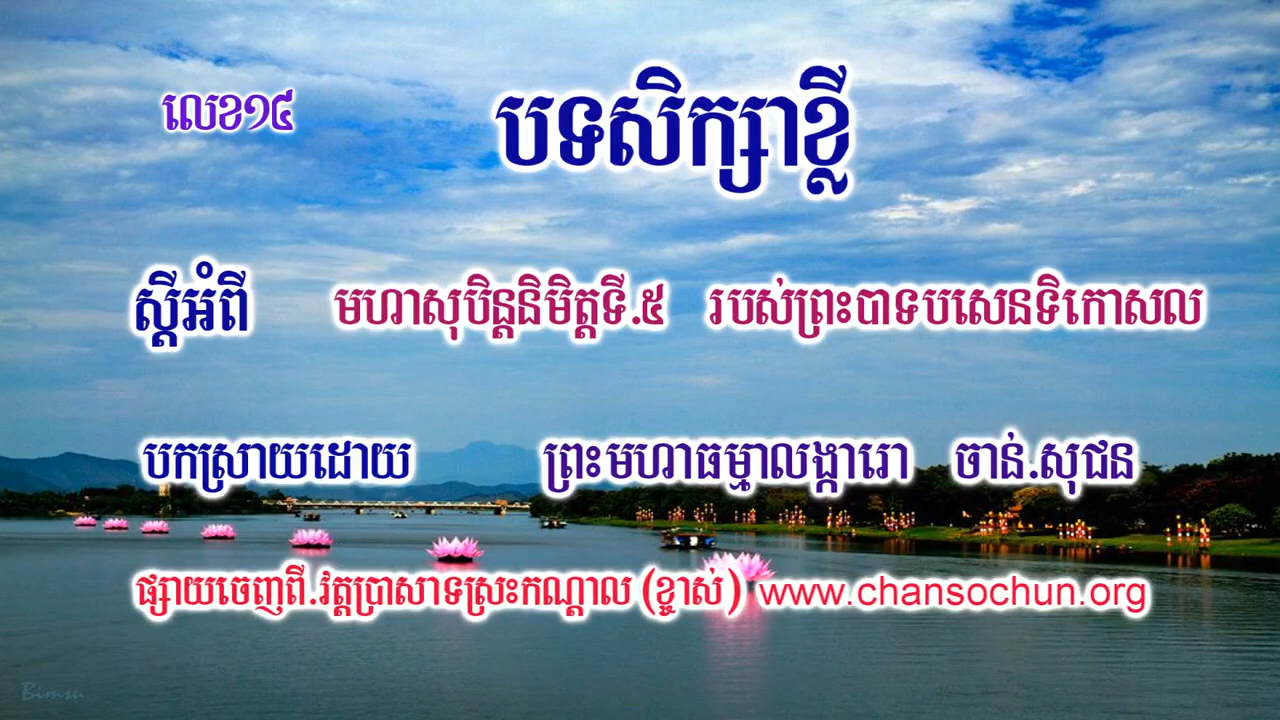 លេខ១៤
បទសិក្សាខ្លី
ស្ដីអំពី មហាសុបិន្តនិមិត្តទី.៥ របស់ព្រះបាទបសេនទិកោសល
បកស្រាយដោយ ព្រះមហាធម្មាលង្ការោ ចាន់.សុជន
ផ្សាយចេញពី.វត្តប្រាសាទស្រះកណ្ដាល (ខ្ចាស់) www.chansochun.org
Bimsu